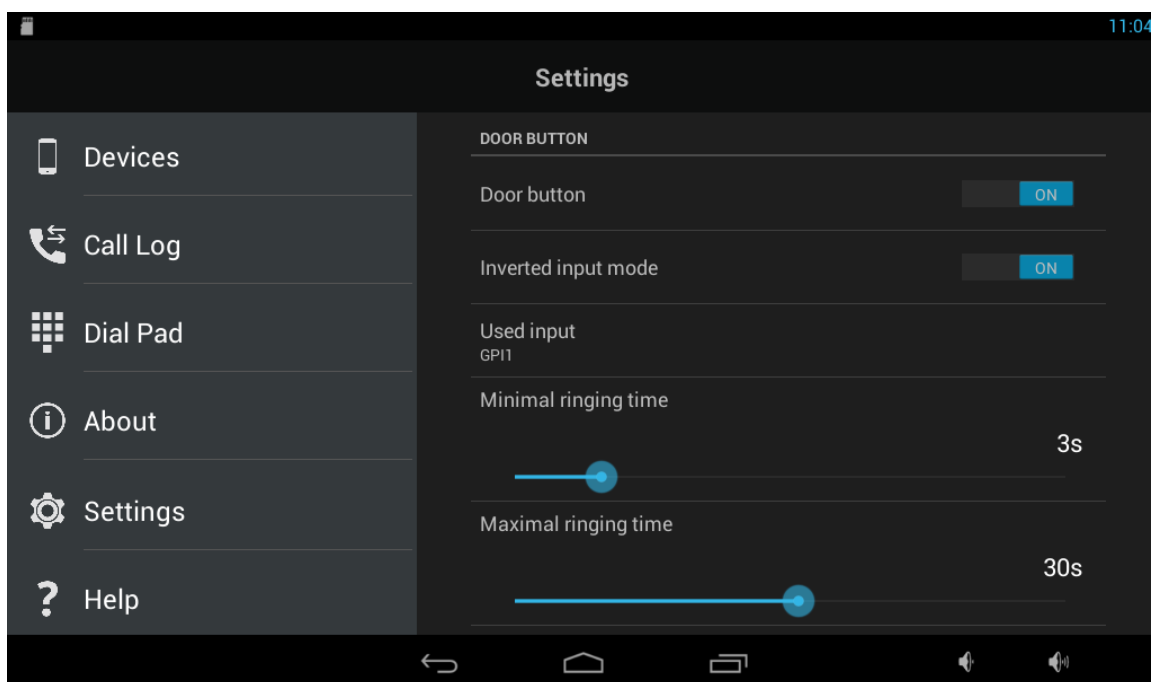 11:04
Settings
Devices
Call Log
Dial Pad
About
Settings
Help
DOOR BUTTON
Door button
ON
Inverted input mode
ON
Used input
GPI1
Minimal ringing time
3s
Maximal ringing time
30s